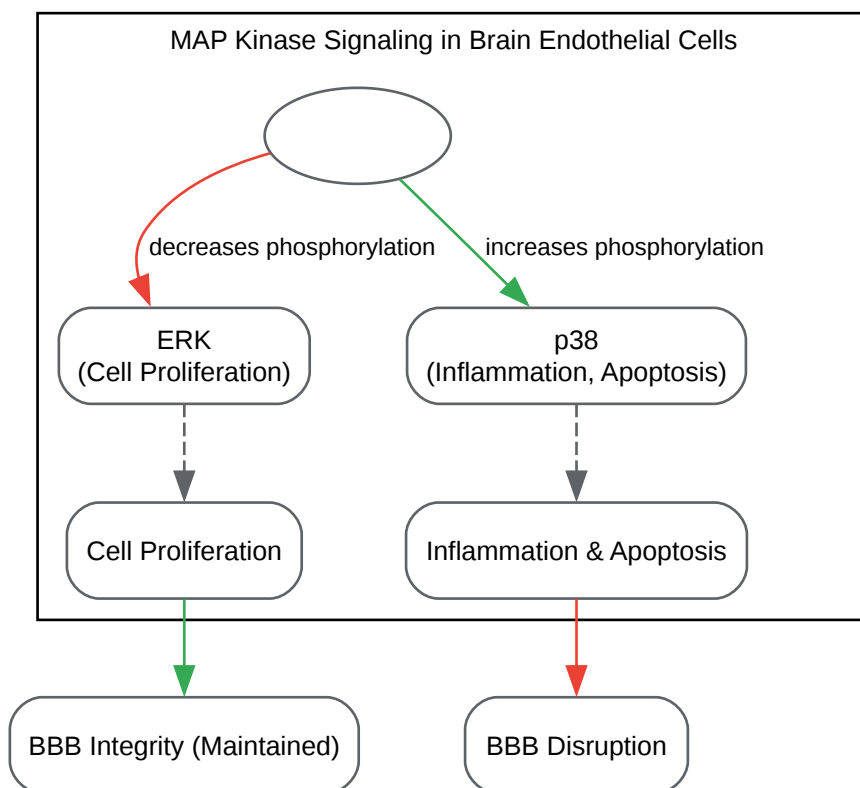 MAP Kinase Signaling in Brain Endothelial Cells
decreases phosphorylation
increases phosphorylation
ERK
(Cell Proliferation)
p38
(Inflammation, Apoptosis)
Cell Proliferation
Inflammation & Apoptosis
BBB Integrity (Maintained)
BBB Disruption